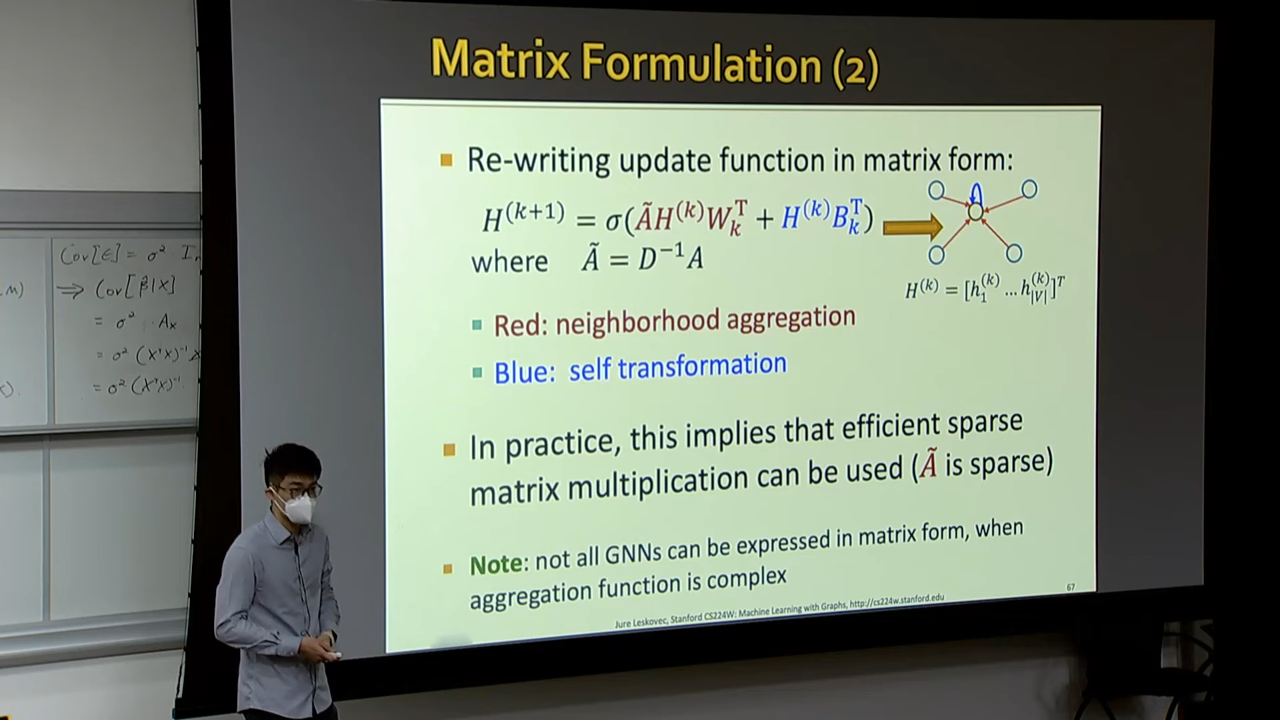 Matrix Formulation (2)
Re-writing update function in matrix form:
H^(k+1) = σ(ÃH^(k)W_k^T + H^(k)B_k^T)
where Ã = D^−1A
H^(k) = [h_1^(k) …h_|V|^(k)]^T
Red: neighborhood aggregation
Blue: self transformation
In practice, this implies that efficient sparse
matrix multiplication can be used (Ã is sparse)
Note: not all GNNs can be expressed in matrix form, when
aggregation function is complex
67
Jure Leskovec, Stanford CS224W: Machine Learning with Graphs, http://cs224w.stanford.edu
Cov[ε] = σ² I
⇒ Cov[β̂|X]
= σ² · Ax
= σ² (X'X)⁻¹
= σ² (X'X)⁻¹